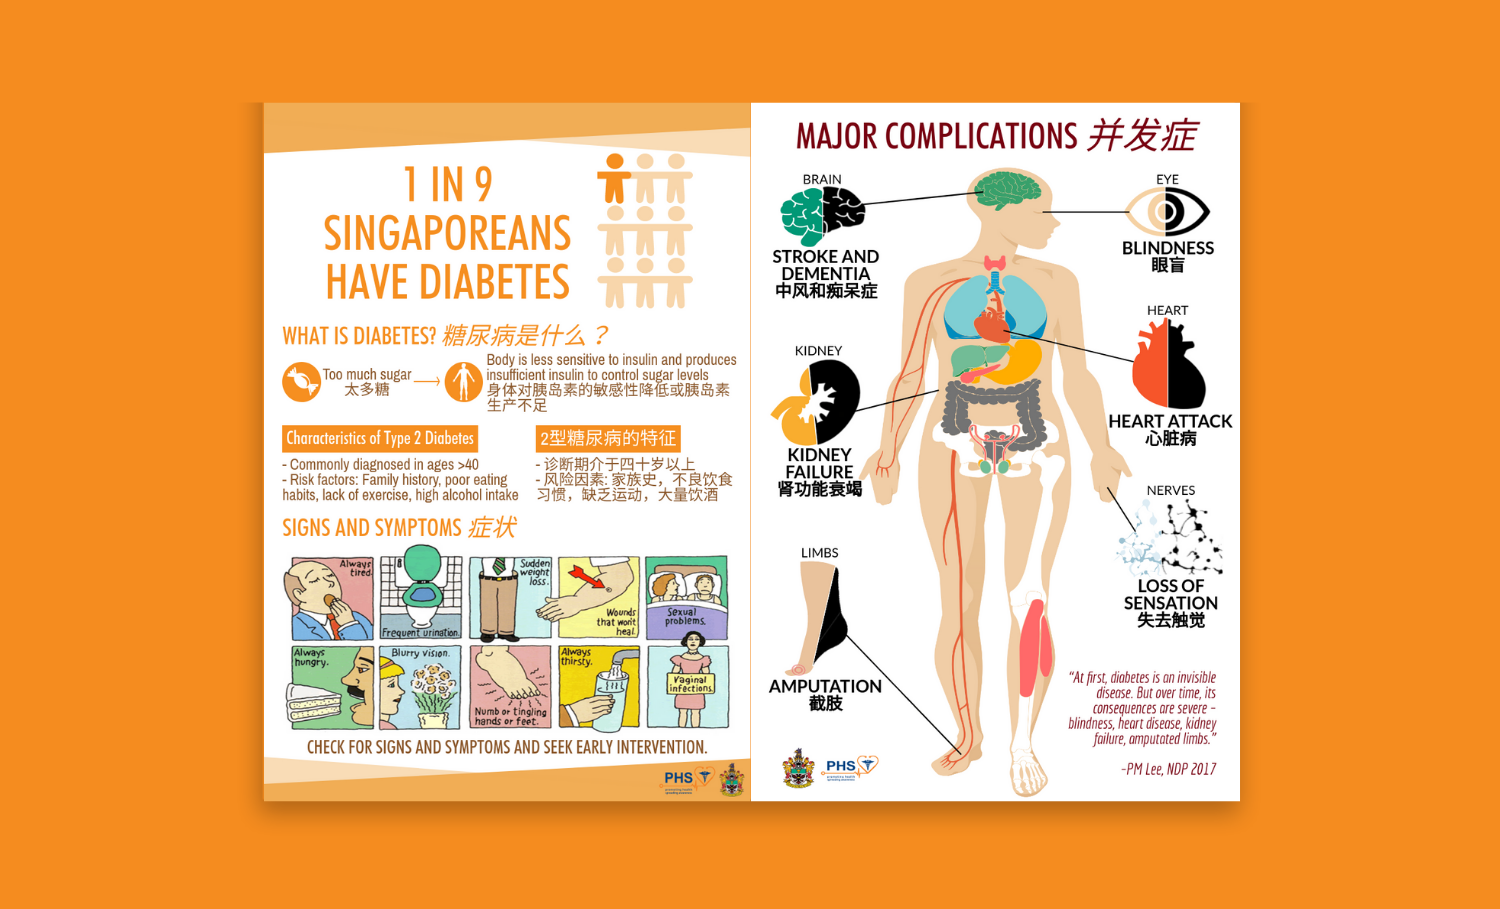 1 IN 9
SINGAPOREANS
HAVE DIABETES
WHAT IS DIABETES? 糖尿病是什么？
Too much sugar
太多糖
Body is less sensitive to insulin and produces
insufficient insulin to control sugar levels
身体对胰岛素的敏感性降低或胰岛素
生产不足
Characteristics of Type 2 Diabetes
- Commonly diagnosed in ages >40
- Risk factors: Family history, poor eating
habits, lack of exercise, high alcohol intake
2型糖尿病的特征
- 诊断期介于四十岁以上
- 风险因素: 家族史，不良饮食
习惯，缺乏运动，大量饮酒
SIGNS AND SYMPTOMS 症状
Always
tired.
Frequent urination.
Sudden
weight
loss.
Wounds
that won't
heal.
Sexual
problems.
Always
hungry.
Blurry vision.
Numb or tingling
hands or feet.
Always
thirsty.
Vaginal
infections.
CHECK FOR SIGNS AND SYMPTOMS AND SEEK EARLY INTERVENTION.
PHS
MAJOR COMPLICATIONS 并发症
BRAIN
STROKE AND
DEMENTIA
中风和痴呆症
EYE
BLINDNESS
眼盲
HEART
HEART ATTACK
心脏病
KIDNEY
KIDNEY
FAILURE
肾功能衰竭
NERVES
LOSS OF
SENSATION
失去触觉
LIMBS
AMPUTATION
截肢
"At first, diabetes is an invisible
disease. But over time, its
consequences are severe –
blindness, heart disease, kidney
failure, amputated limbs."
-PM Lee, NDP 2017
PHS